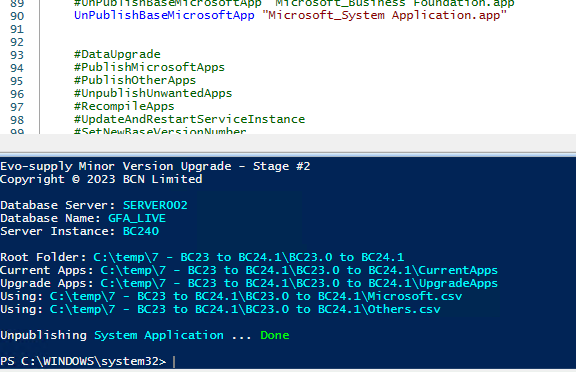 89 #UnPublishBaseMicrosoftApp "Microsoft_Business Foundation.app"
90 UnPublishBaseMicrosoftApp "Microsoft_System Application.app"
91
92
93 #DataUpgrade
94 #PublishMicrosoftApps
95 #PublishOtherApps
96 #UnpublishUnwantedApps
97 #RecompileApps
98 #UpdateAndRestartServiceInstance
99 #SetNewBaseVersionNumber
Evo-supply Minor Version Upgrade - Stage #2
Copyright © 2023 BCN Limited
Database Server: SERVER002
Database Name: GFA_LIVE
Server Instance: BC240
Root Folder: C:\temp\7 - BC23 to BC24.1\BC23.0 to BC24.1
Current Apps: C:\temp\7 - BC23 to BC24.1\BC23.0 to BC24.1\CurrentApps
Upgrade Apps: C:\temp\7 - BC23 to BC24.1\BC23.0 to BC24.1\UpgradeApps
Using: C:\temp\7 - BC23 to BC24.1\BC23.0 to BC24.1\Microsoft.csv
Using: C:\temp\7 - BC23 to BC24.1\BC23.0 to BC24.1\Others.csv
Unpublishing System Application ... Done
PS C:\WINDOWS\system32>